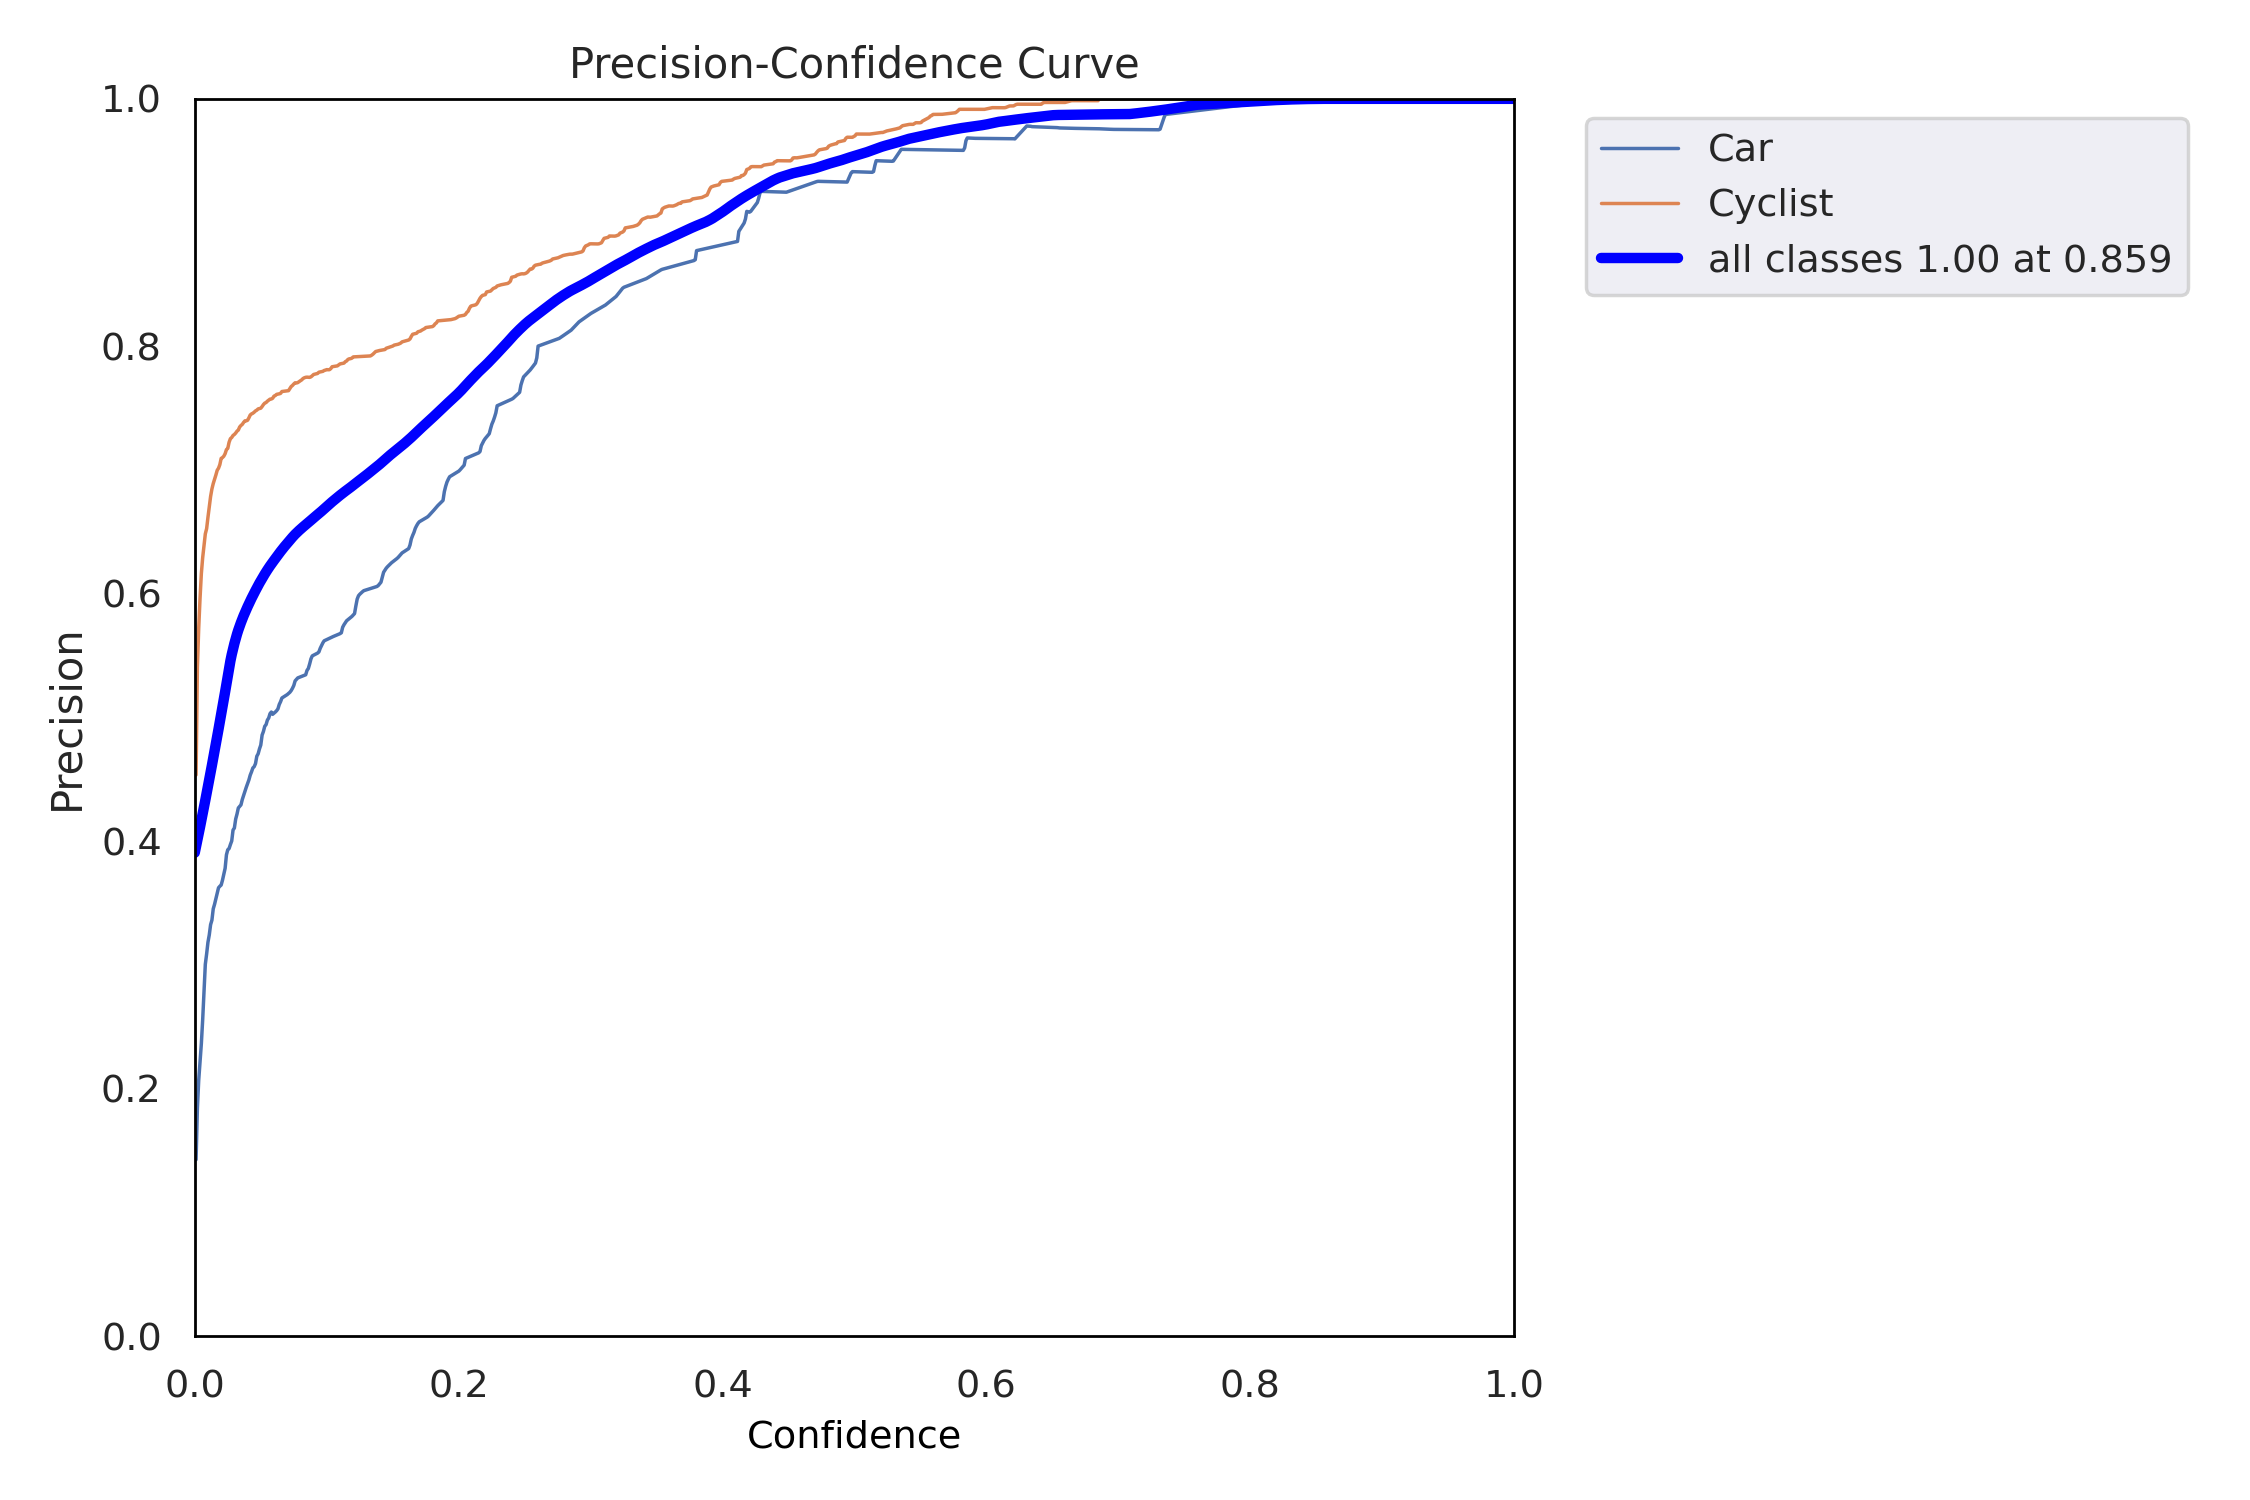 Precision-Confidence Curve
1.0
0.8
0.6
0.4
0.2
0.0
Precision
0.0 0.2 0.4 0.6 0.8 1.0
Confidence
Car
Cyclist
all classes 1.00 at 0.859